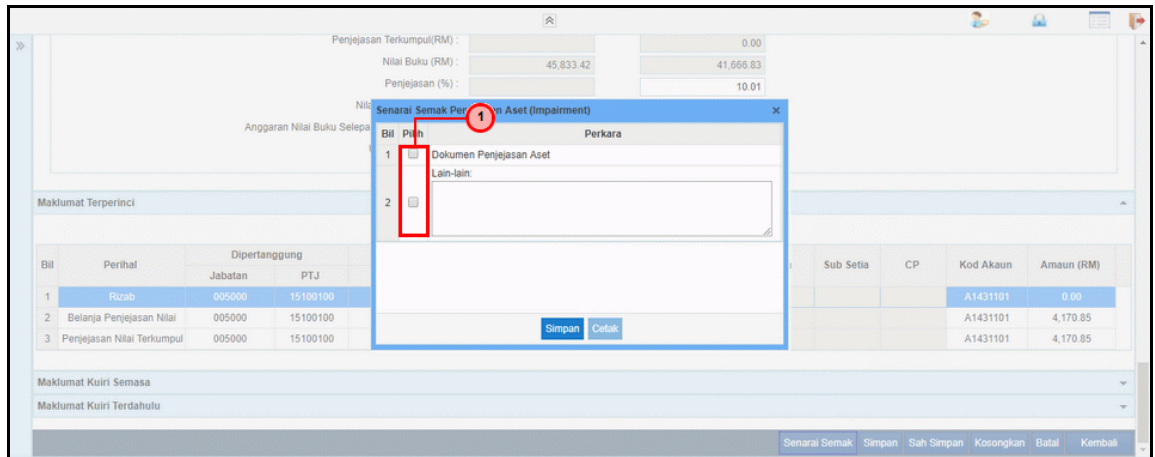 Penjejasan Terkumpul(RM) : 0.00
Nilai Buku (RM) : 45,833.42 41,666.83
Penjejasan (%) : 10.01
Anggaran Nilai Buku
Senarai Semak Aset (Impairment) ×
1
Bil Pilih Perkara
1 Dokumen Penjejasan Aset
2 Lain-lain:
Simpan Cetak
Maklumat Terperinci
Bil Perihal Dipertanggung Sub Setia CP Kod Akaun Amaun (RM)
Jabatan PTJ
1 Rizab 005000 15100100 A1431101 0.00
2 Belanja Penjejasan Nilai 005000 15100100 A1431101 4,170.85
3 Penjejasan Nilai Terkumpul 005000 15100100 A1431101 4,170.85
Maklumat Kuiri Semasa
Maklumat Kuiri Terdahulu
Senarai Semak Simpan Sah Simpan Kosongkan Batal Kembali